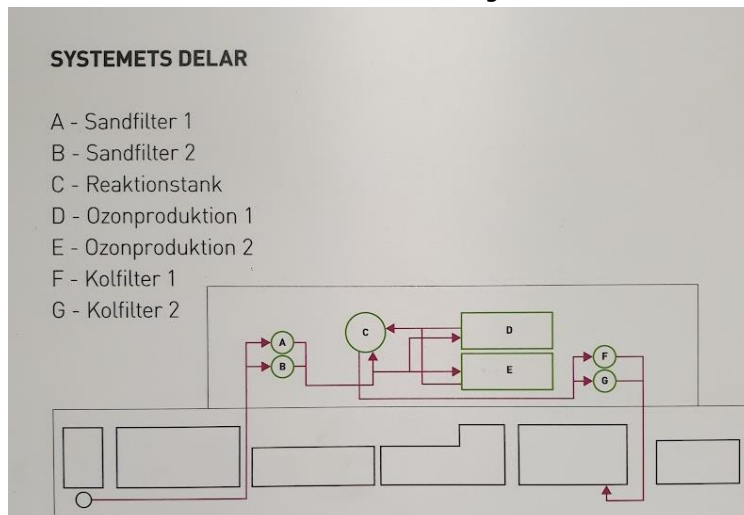 SYSTEMETS DELAR
A - Sandfilter 1
B - Sandfilter 2
C - Reaktionstank
D - Ozonproduktion 1
E - Ozonproduktion 2
F - Kolfilter 1
G - Kolfilter 2
A
B
C
D
E
F
G